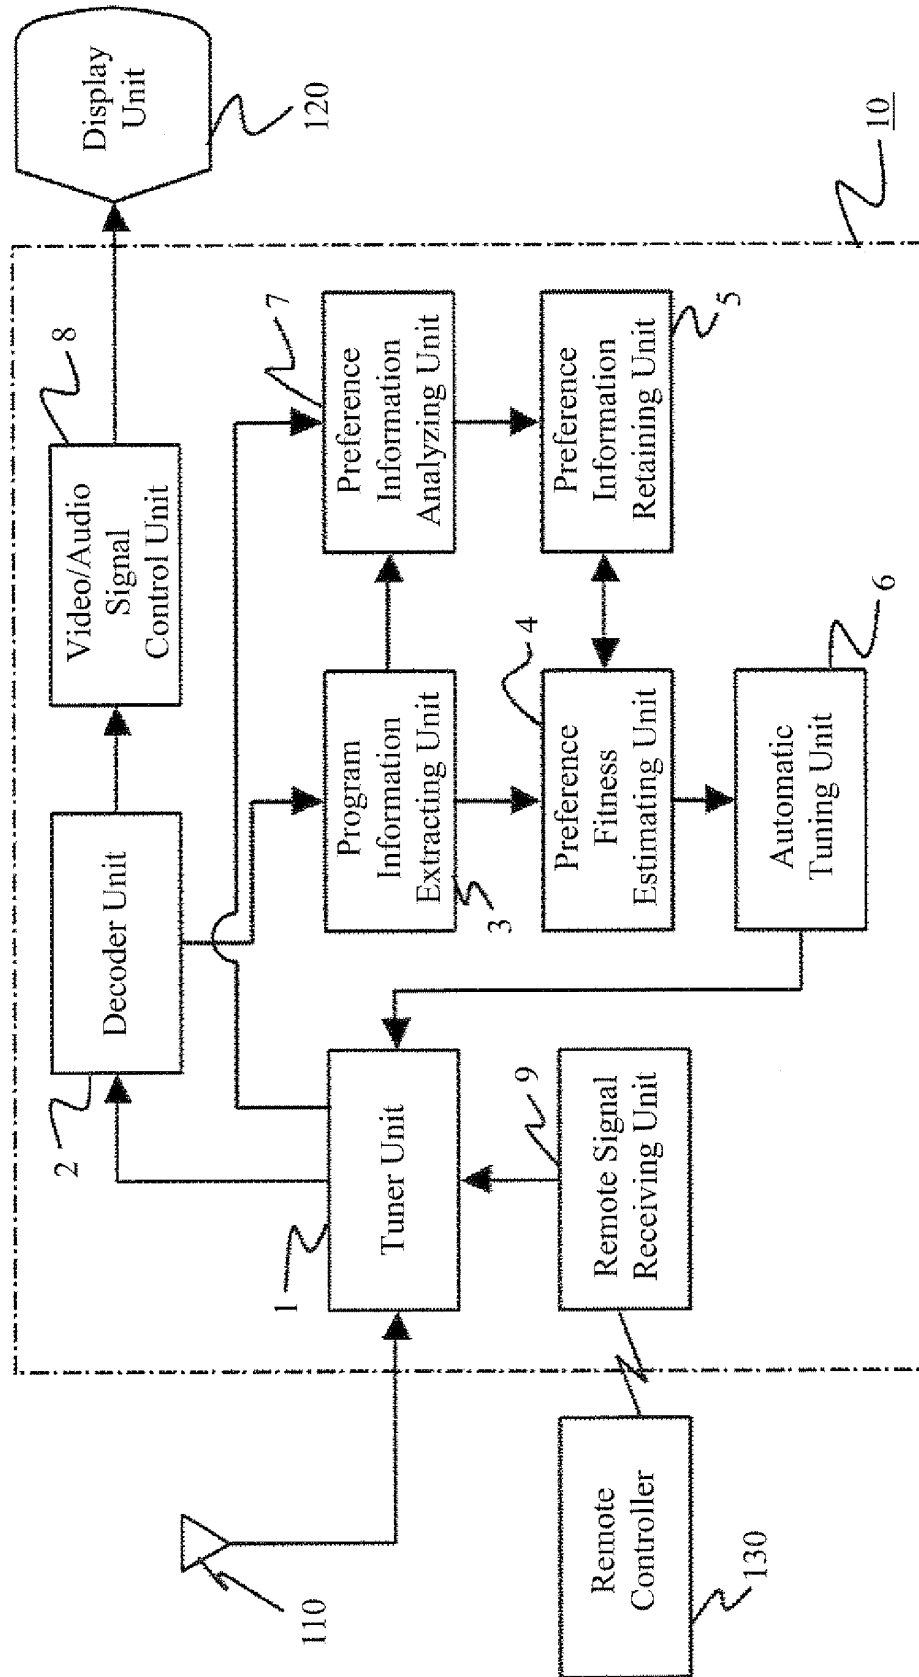 8
Video/Audio
Signal
Control Unit
Display
Unit
120
2
Decoder Unit
10
1
Tuner Unit
3
Program
Information
Extracting Unit
7
Preference
Information
Analyzing Unit
110
9
Remote Signal
Receiving Unit
4
Preference
Fitness
Estimating Unit
Preference
Information
Retaining Unit
5
Remote
Controller
130
Automatic
Tuning Unit
6